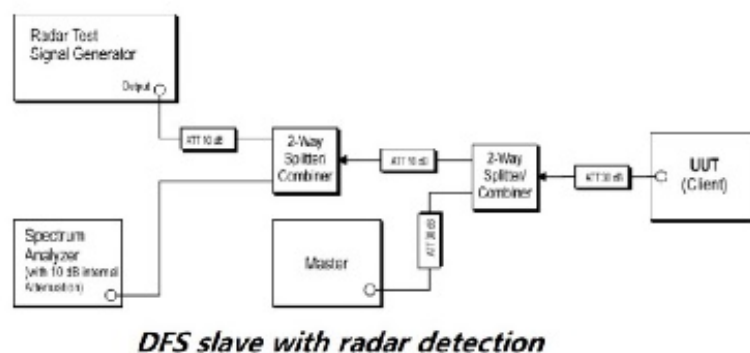 Radar Test
Signal Generator
Output
ATT 10 dB
2-Way
Splitter/
Combiner
ATT 10 dB
2-Way
Splitter/
Combiner
ATT 30 dB
UUT
(Client)
Spectrum
Analyzer
(with 10 dB internal
Attenuation)
Master
DFS slave with radar detection